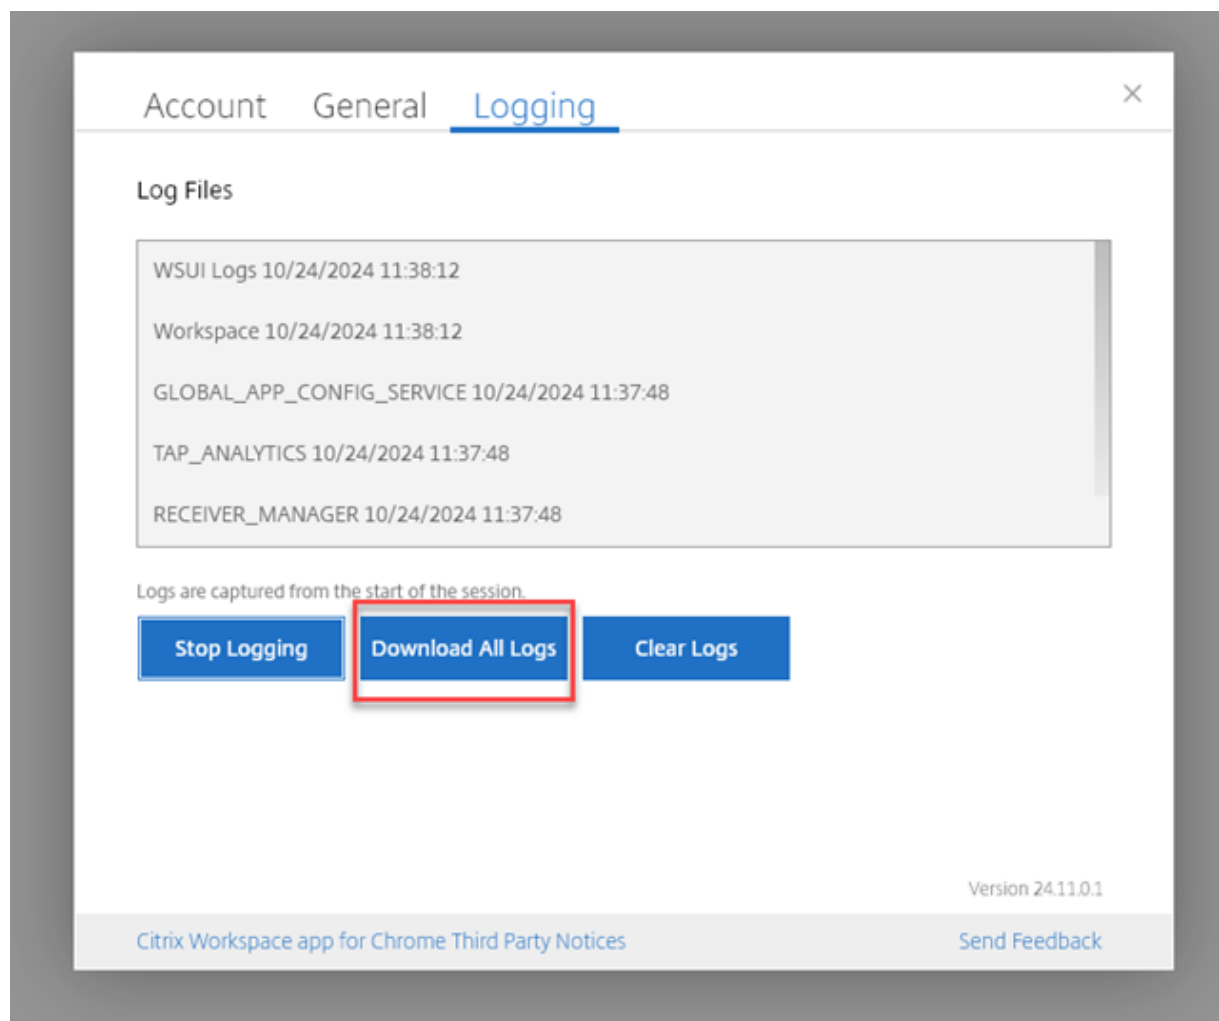 Account General Logging
Log Files
WSUI Logs 10/24/2024 11:38:12
Workspace 10/24/2024 11:38:12
GLOBAL_APP_CONFIG_SERVICE 10/24/2024 11:37:48
TAP_ANALYTICS 10/24/2024 11:37:48
RECEIVER_MANAGER 10/24/2024 11:37:48
Logs are captured from the start of the session.
Stop Logging Download All Logs Clear Logs
Version 24.11.0.1
Citrix Workspace app for Chrome Third Party Notices Send Feedback